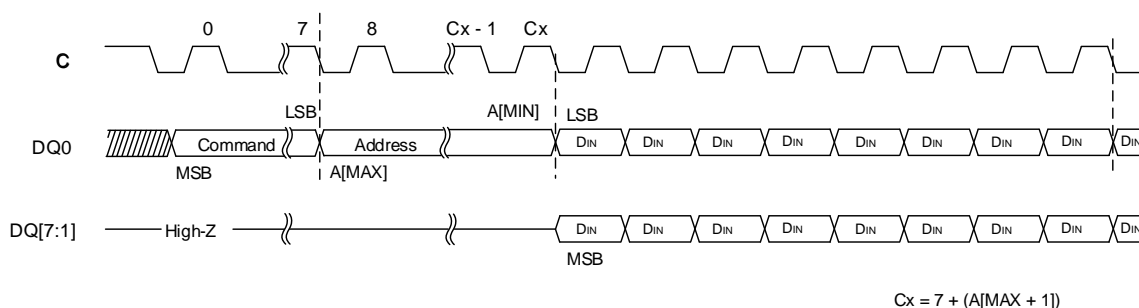 0 7 8 Cx - 1 Cx
C
LSB A[MIN] LSB
DQ0 Command Address DIN DIN DIN DIN DIN DIN DIN DIN DIN
MSB A[MAX]
DQ[7:1] High-Z DIN DIN DIN DIN DIN DIN DIN DIN DIN
MSB
Cx = 7 + (A[MAX + 1])